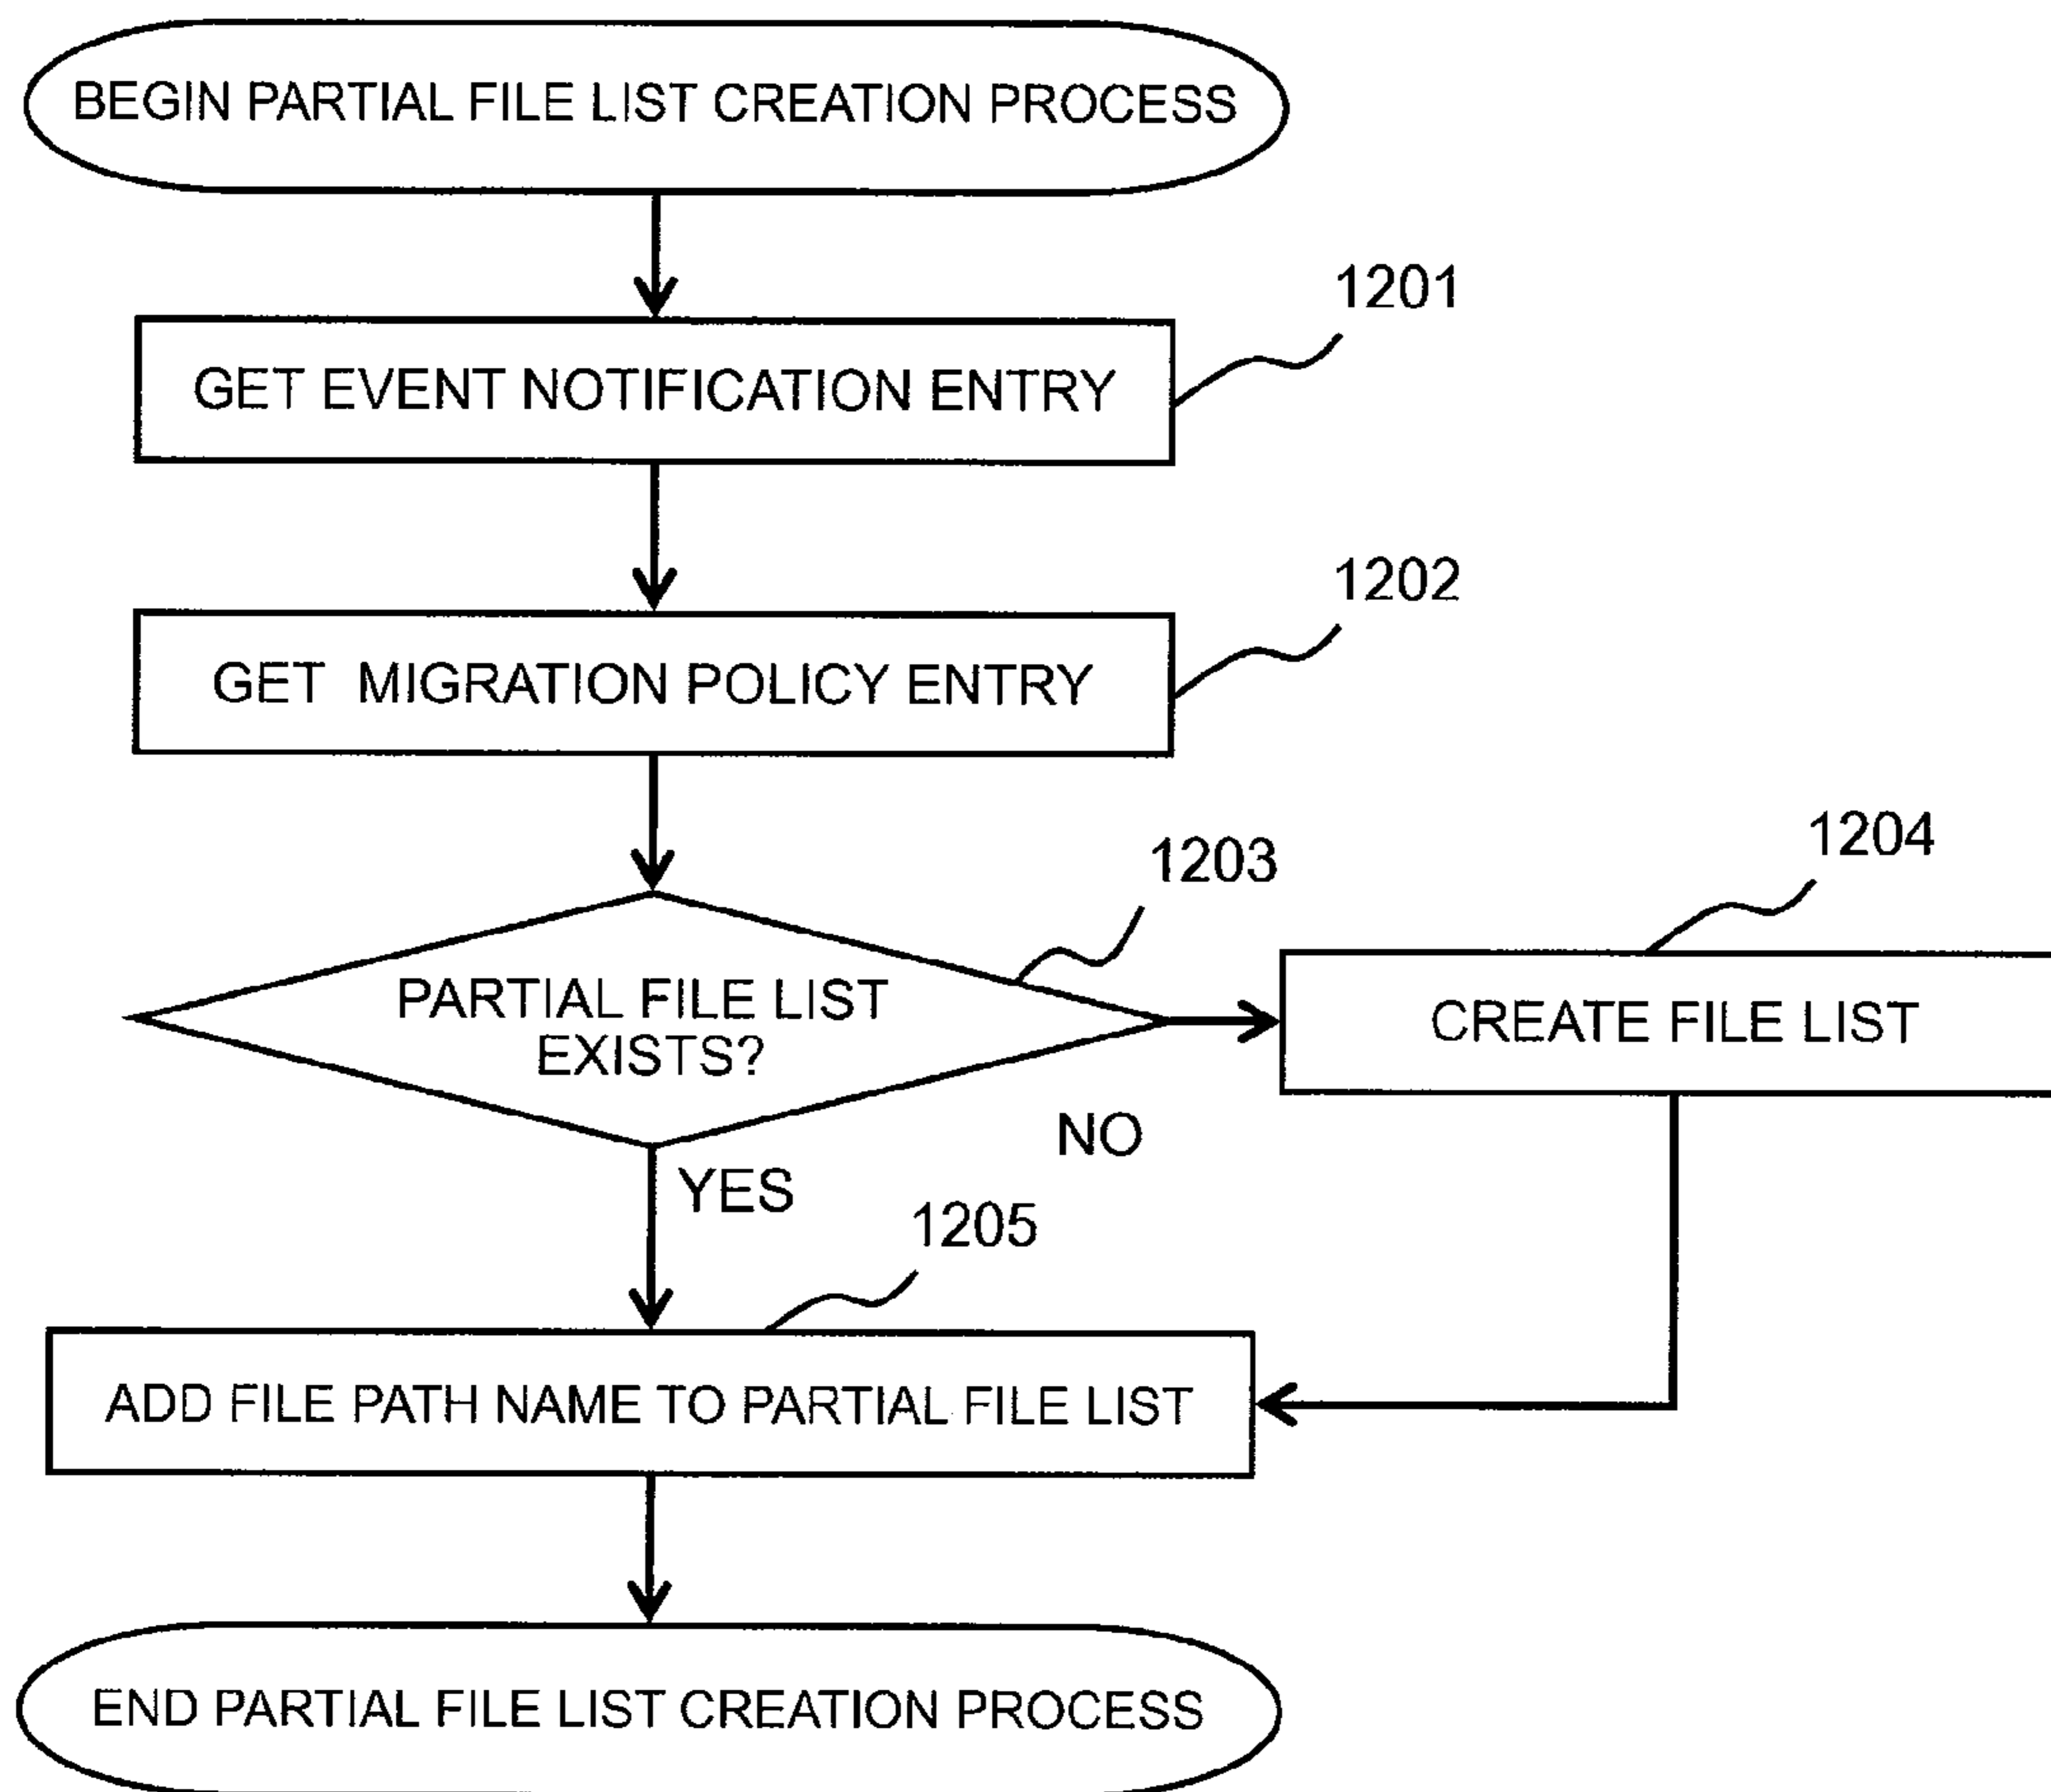 BEGIN PARTIAL FILE LIST CREATION PROCESS
1201
GET EVENT NOTIFICATION ENTRY
1202
GET MIGRATION POLICY ENTRY
1203
PARTIAL FILE LIST
EXISTS?
1204
CREATE FILE LIST
NO
YES
1205
ADD FILE PATH NAME TO PARTIAL FILE LIST
END PARTIAL FILE LIST CREATION PROCESS